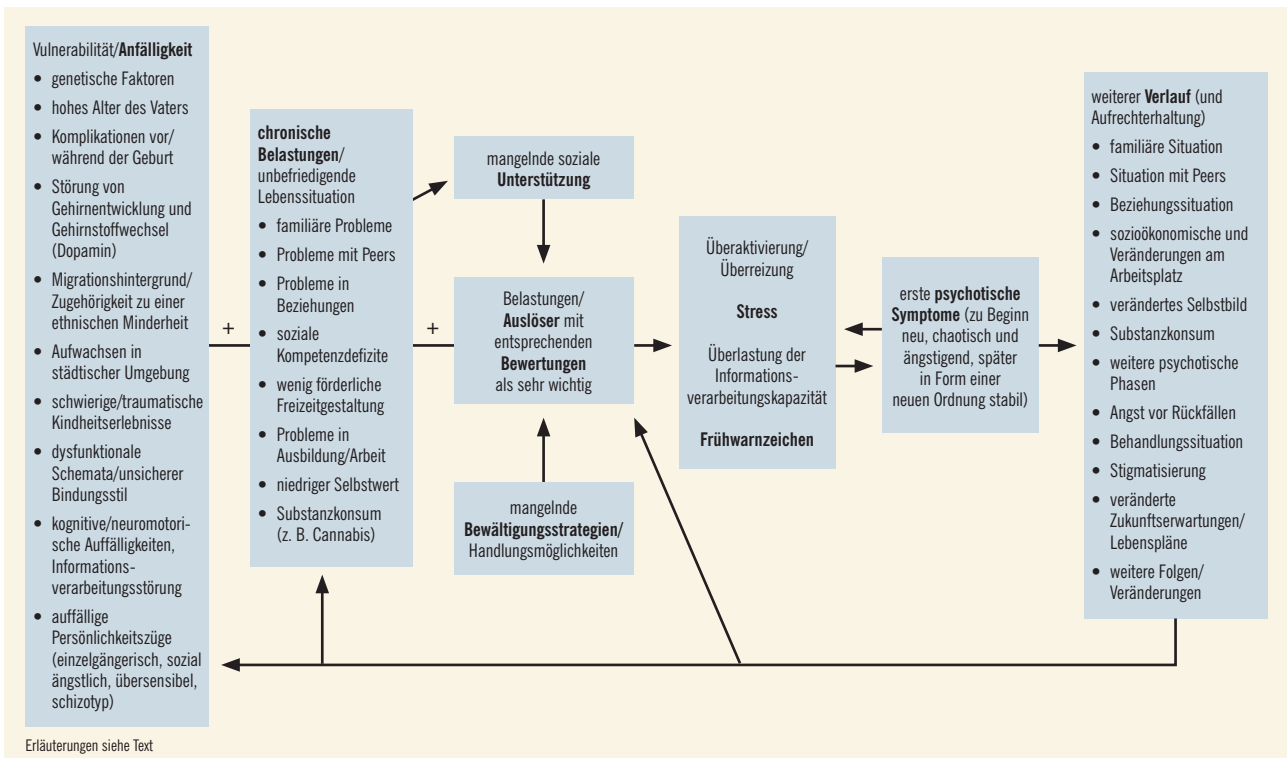 Vulnerabilität/Anfälligkeit
• genetische Faktoren
• hohes Alter des Vaters
• Komplikationen vor/
während der Geburt
• Störung von
Gehirnentwicklung und
Gehirnstoffwechsel
(Dopamin)
• Migrationshintergrund/
Zugehörigkeit zu einer
ethnischen Minderheit
• Aufwachsen in
städtischer Umgebung
• schwierige/traumatische
Kindheitserlebnisse
• dysfunktionale
Schemata/unsicherer
Bindungsstil
• kognitive/neuromotori-
sche Auffälligkeiten,
Informations-
verarbeitungsstörung
• auffällige
Persönlichkeitszüge
(einzelgängerisch, sozial
ängstlich, übersensibel,
schizotyp)
+
chronische
Belastungen/
unbefriedigende
Lebenssituation
• familiäre Probleme
• Probleme mit Peers
• Probleme in
Beziehungen
• soziale
Kompetenzdefizite
• wenig förderliche
Freizeitgestaltung
• Probleme in
Ausbildung/Arbeit
• niedriger Selbstwert
• Substanzkonsum
(z. B. Cannabis)
+
mangelnde soziale
Unterstützung
Belastungen/
Auslöser mit
entsprechenden
Bewertungen
als sehr wichtig
mangelnde
Bewältigungsstrategien/
Handlungsmöglichkeiten
Überaktivierung/
Überreizung
Stress
Überlastung der
Informations-
verarbeitungskapazität
Frühwarnzeichen
erste psychotische
Symptome (zu Beginn
neu, chaotisch und
ängstigend, später
in Form einer
neuen Ordnung stabil)
weiterer Verlauf (und
Aufrechterhaltung)
• familiäre Situation
• Situation mit Peers
• Beziehungssituation
• sozioökonomische und
Veränderungen am
Arbeitsplatz
• verändertes Selbstbild
• Substanzkonsum
• weitere psychotische
Phasen
• Angst vor Rückfällen
• Behandlungssituation
• Stigmatisierung
• veränderte
Zukunftserwartungen/
Lebenspläne
• weitere Folgen/
Veränderungen
Erläuterungen siehe Text